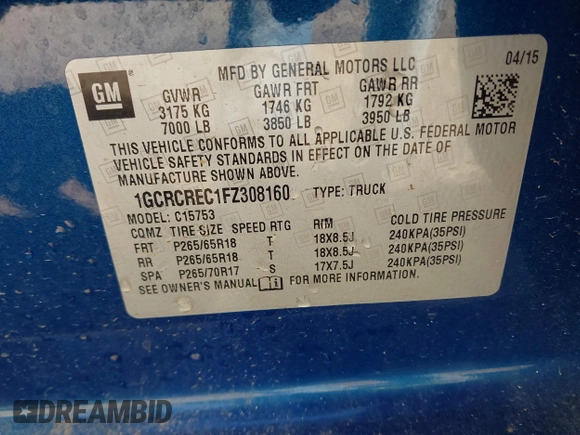 GM
MFD BY GENERAL MOTORS LLC 04/15
GVWR GAWR FRT GAWR RR
3175 KG 1746 KG 1792 KG
7000 LB 3850 LB 3950 LB
THIS VEHICLE CONFORMS TO ALL APPLICABLE U.S. FEDERAL MOTOR
VEHICLE SAFETY STANDARDS IN EFFECT ON THE DATE OF
MANUFACTURE SHOWN ABOVE.
1GCRCREC1FZ308160 TYPE: TRUCK
MODEL: C15753
COMZ TIRE SIZE SPEED RTG R/M COLD TIRE PRESSURE
FRT P265/65R18 T 18X8.5J 240KPA(35PSI)
RR P265/65R18 T 18X8.5J 240KPA(35PSI)
SPA P265/70R17 S 17X7.5J 240KPA(35PSI)
SEE OWNER'S MANUAL FOR MORE INFORMATION.
DREAMBID